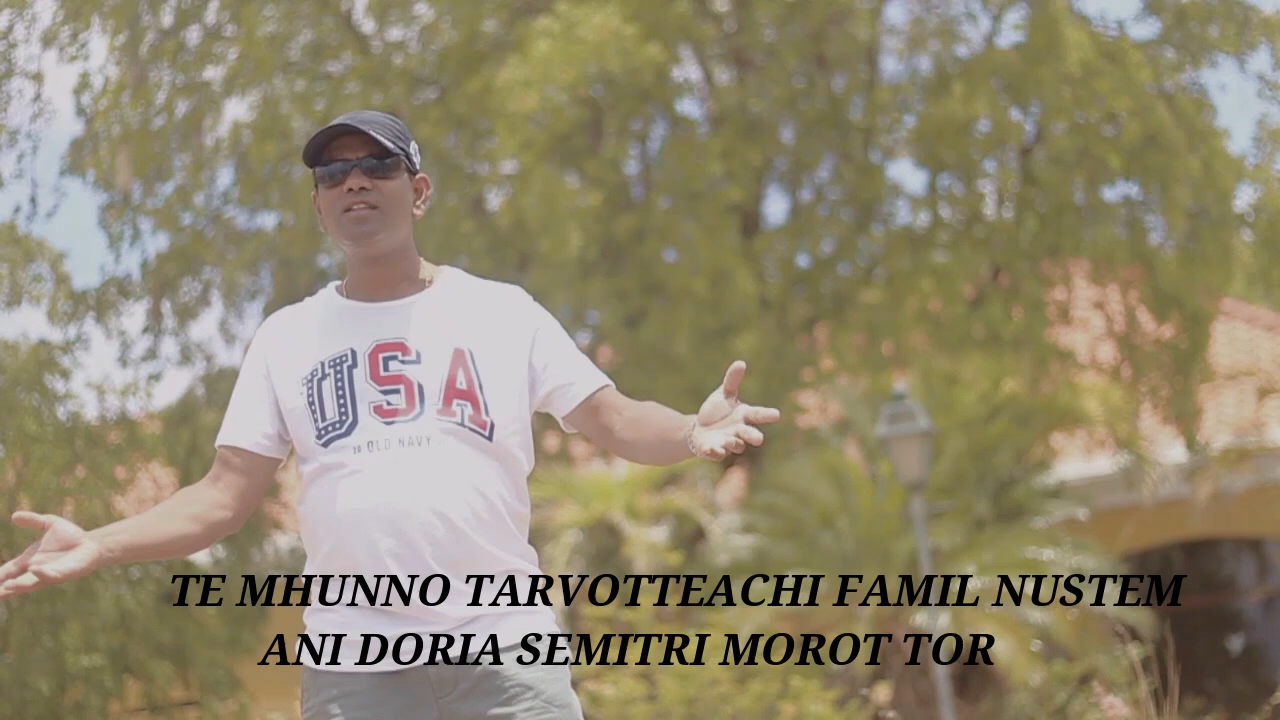 USA
OLD NAVY
TE MHUNNO TARVOTTEACHI FAMIL NUSTEM
ANI DORIA SEMITRI MOROT TOR